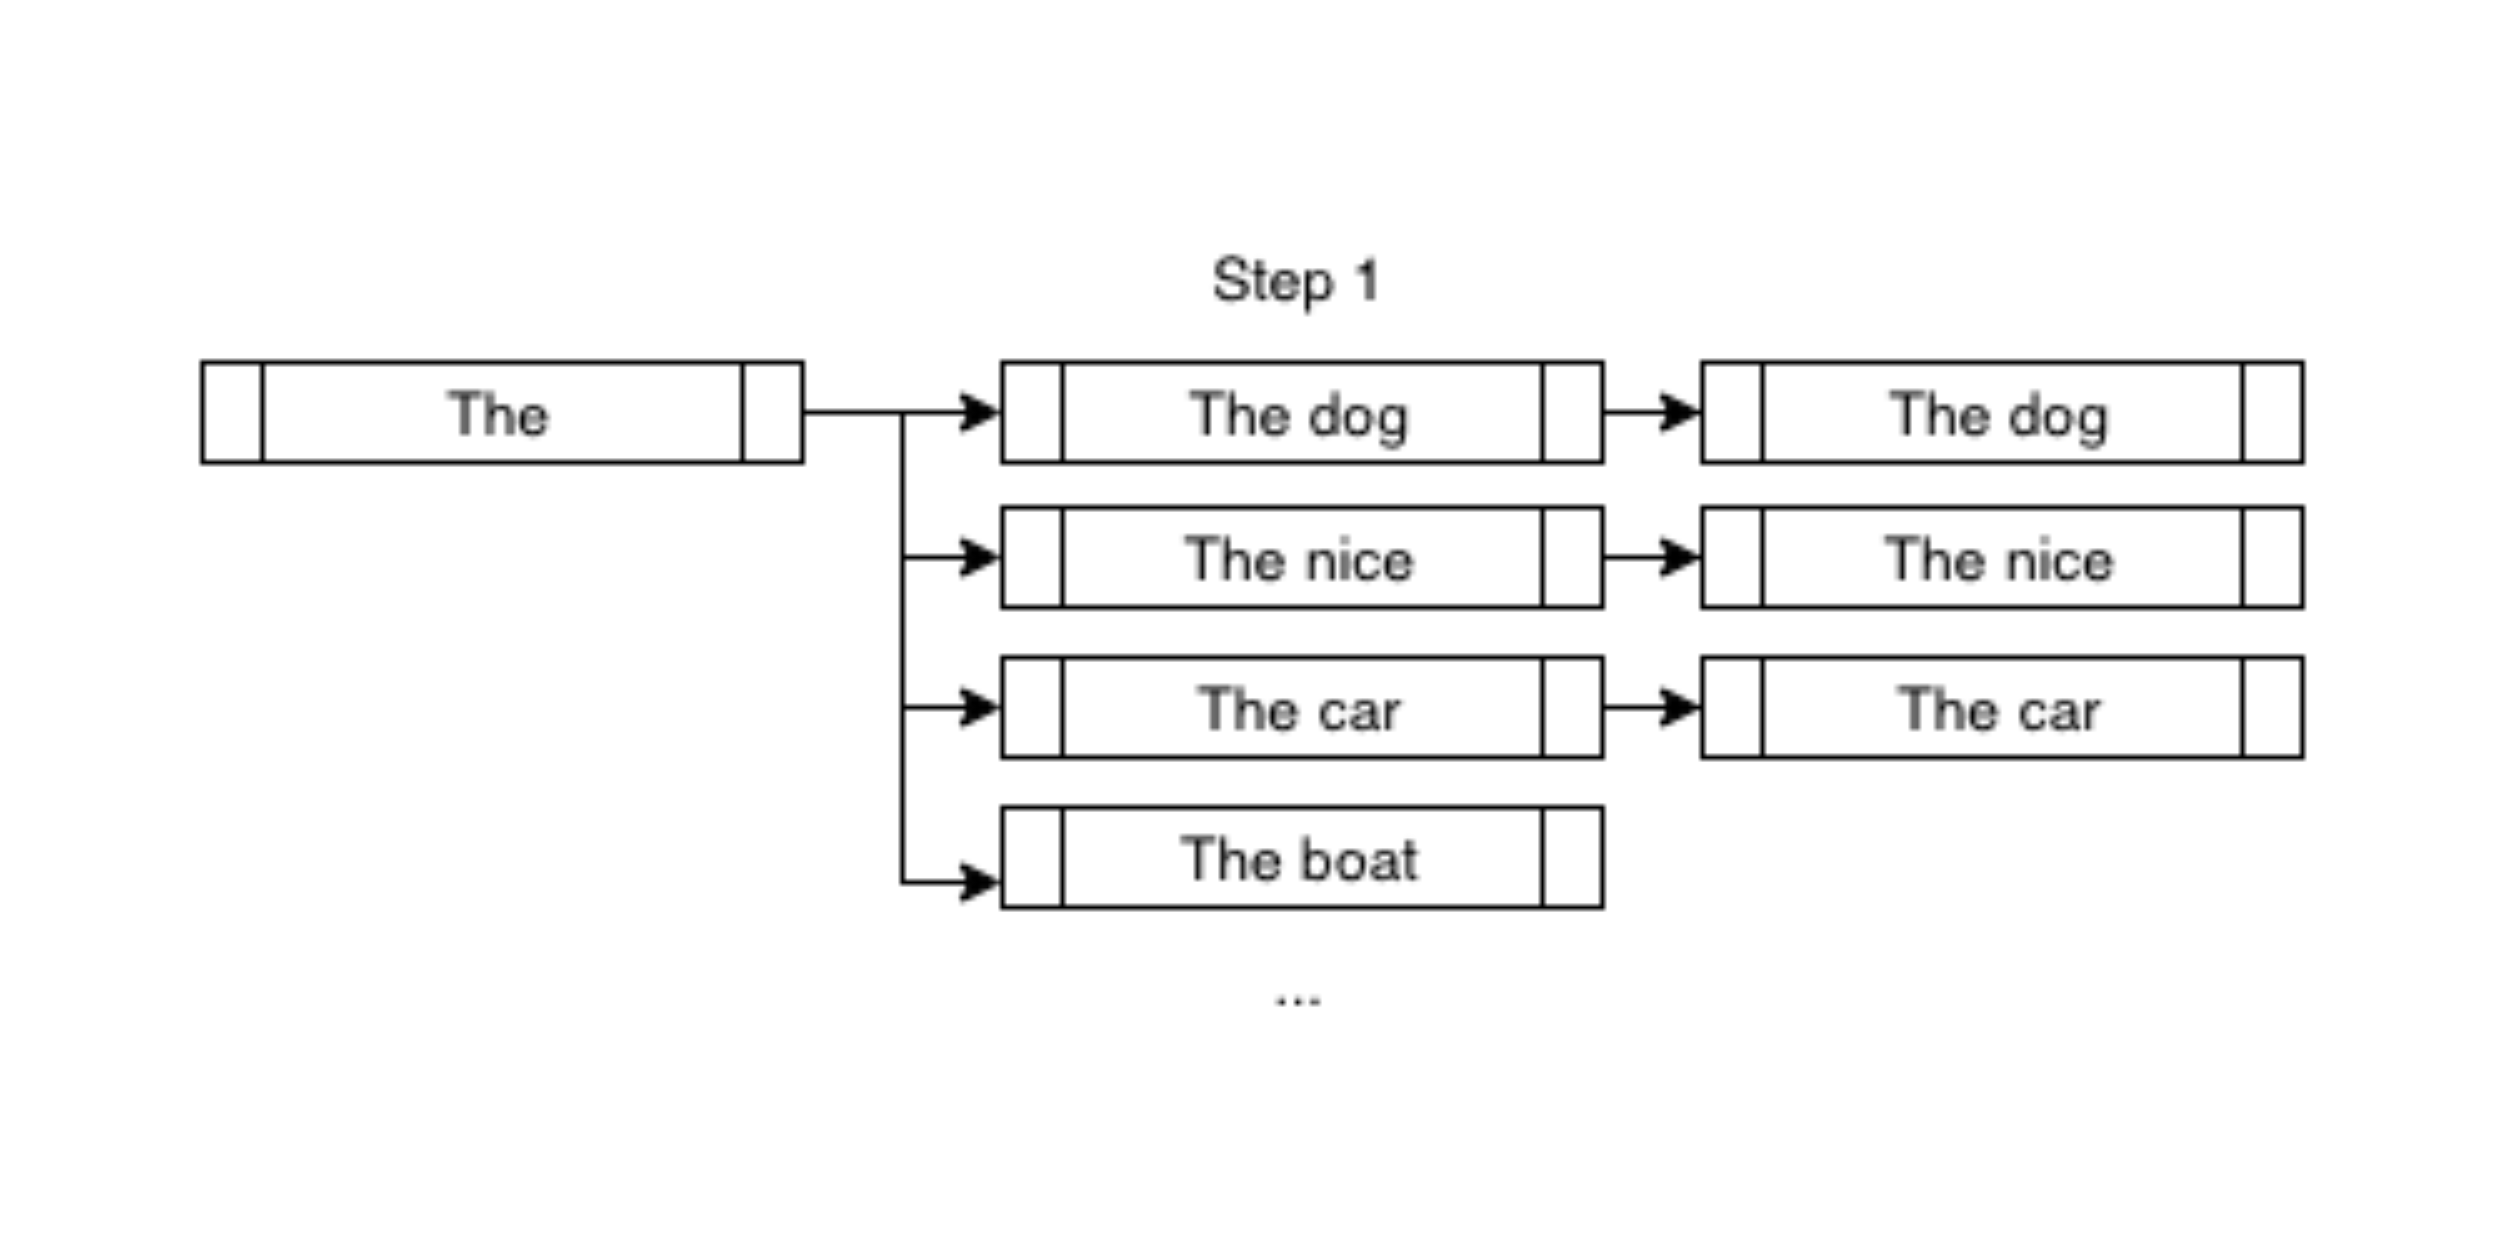 Step 1
The
The dog
The dog
The nice
The nice
The car
The car
The boat
...